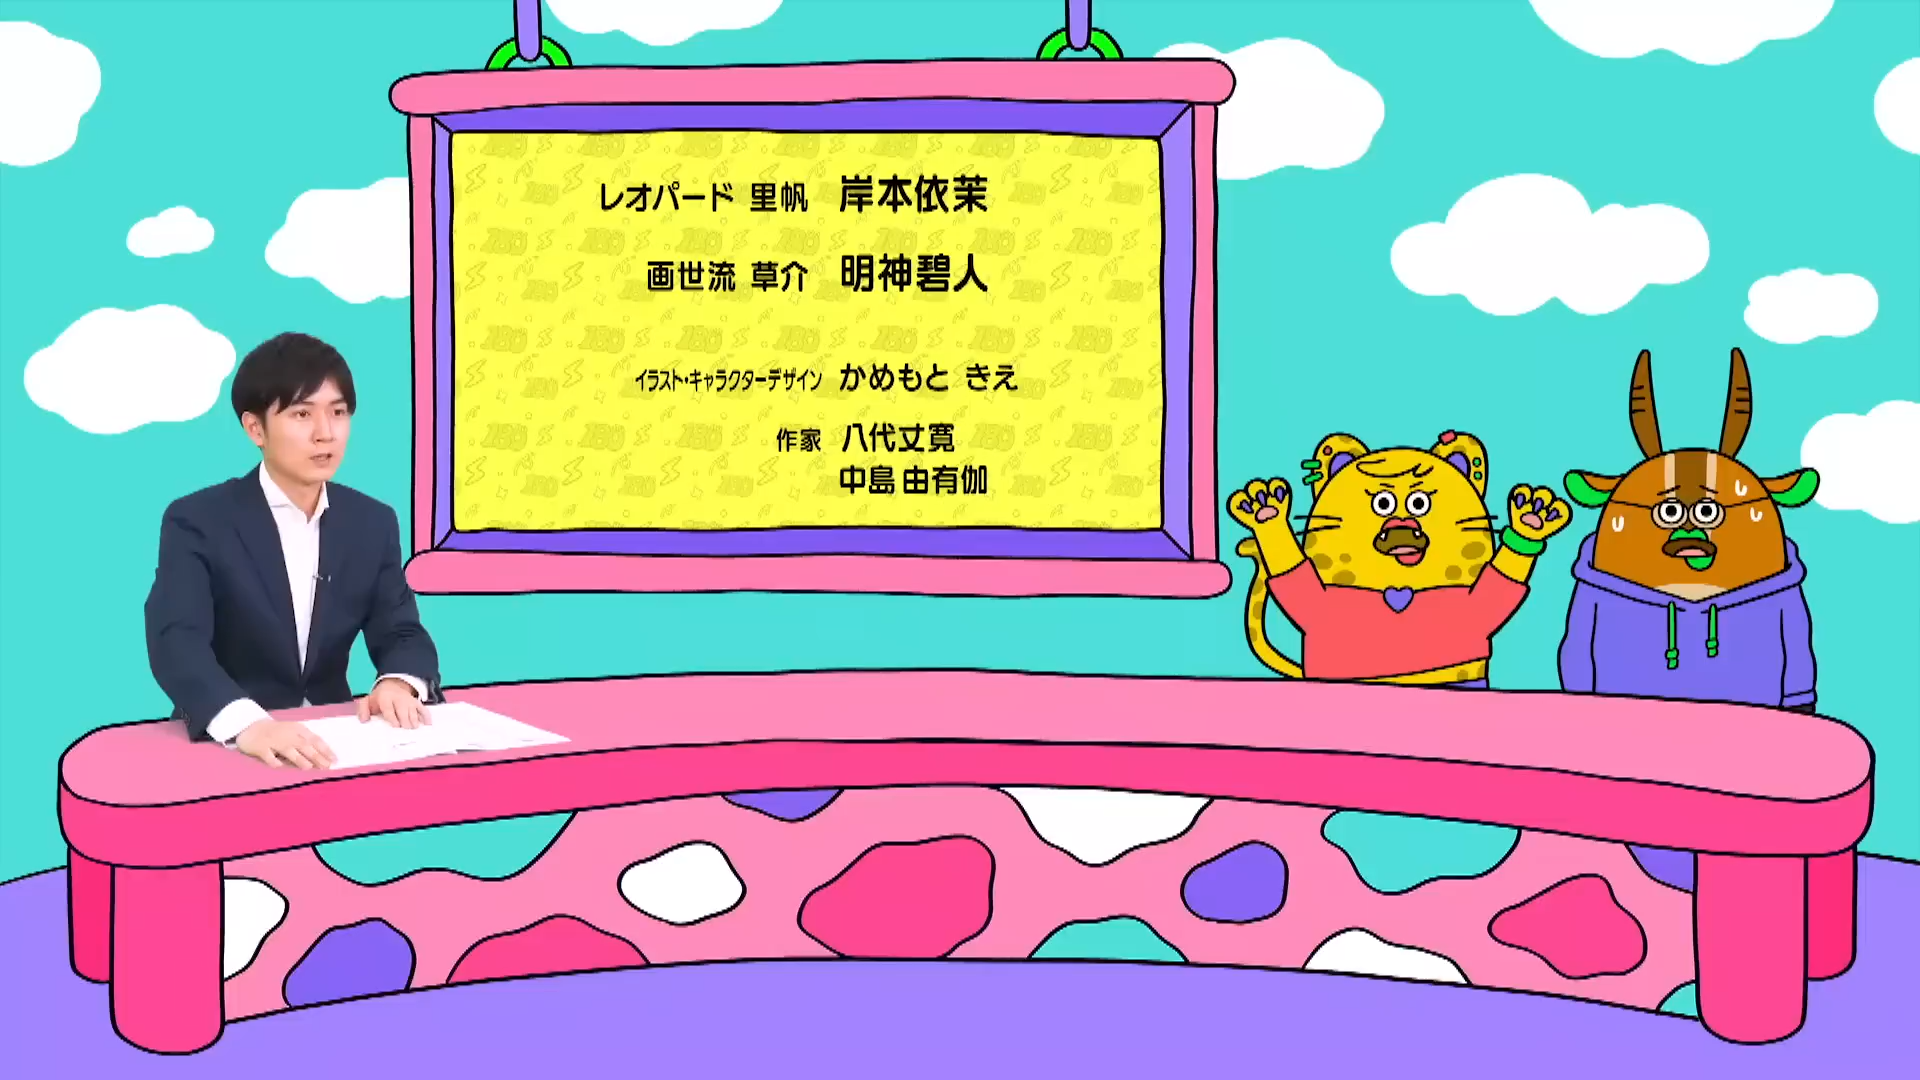 レオパード 里帆 岸本依茉
画世流 草介 明神碧人
イラスト・キャラクターデザイン かめもと きえ
作家 八代丈寛
中島 由有伽